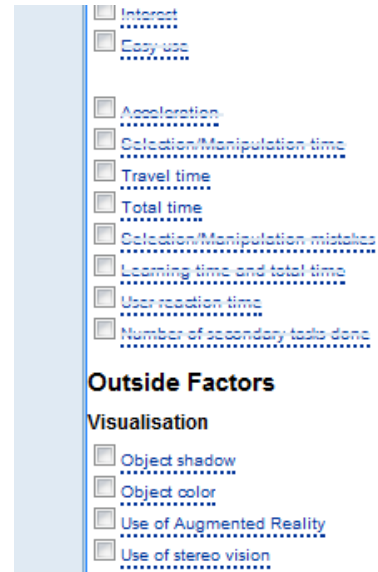 Interest
Easy use
Acceleration
Selection/Manipulation time
Travel time
Total time
Selection/Manipulation mistakes
Learning time and total time
User reaction time
Number of secondary tasks done
Outside Factors
Visualisation
Object shadow
Object color
Use of Augmented Reality
Use of stereo vision